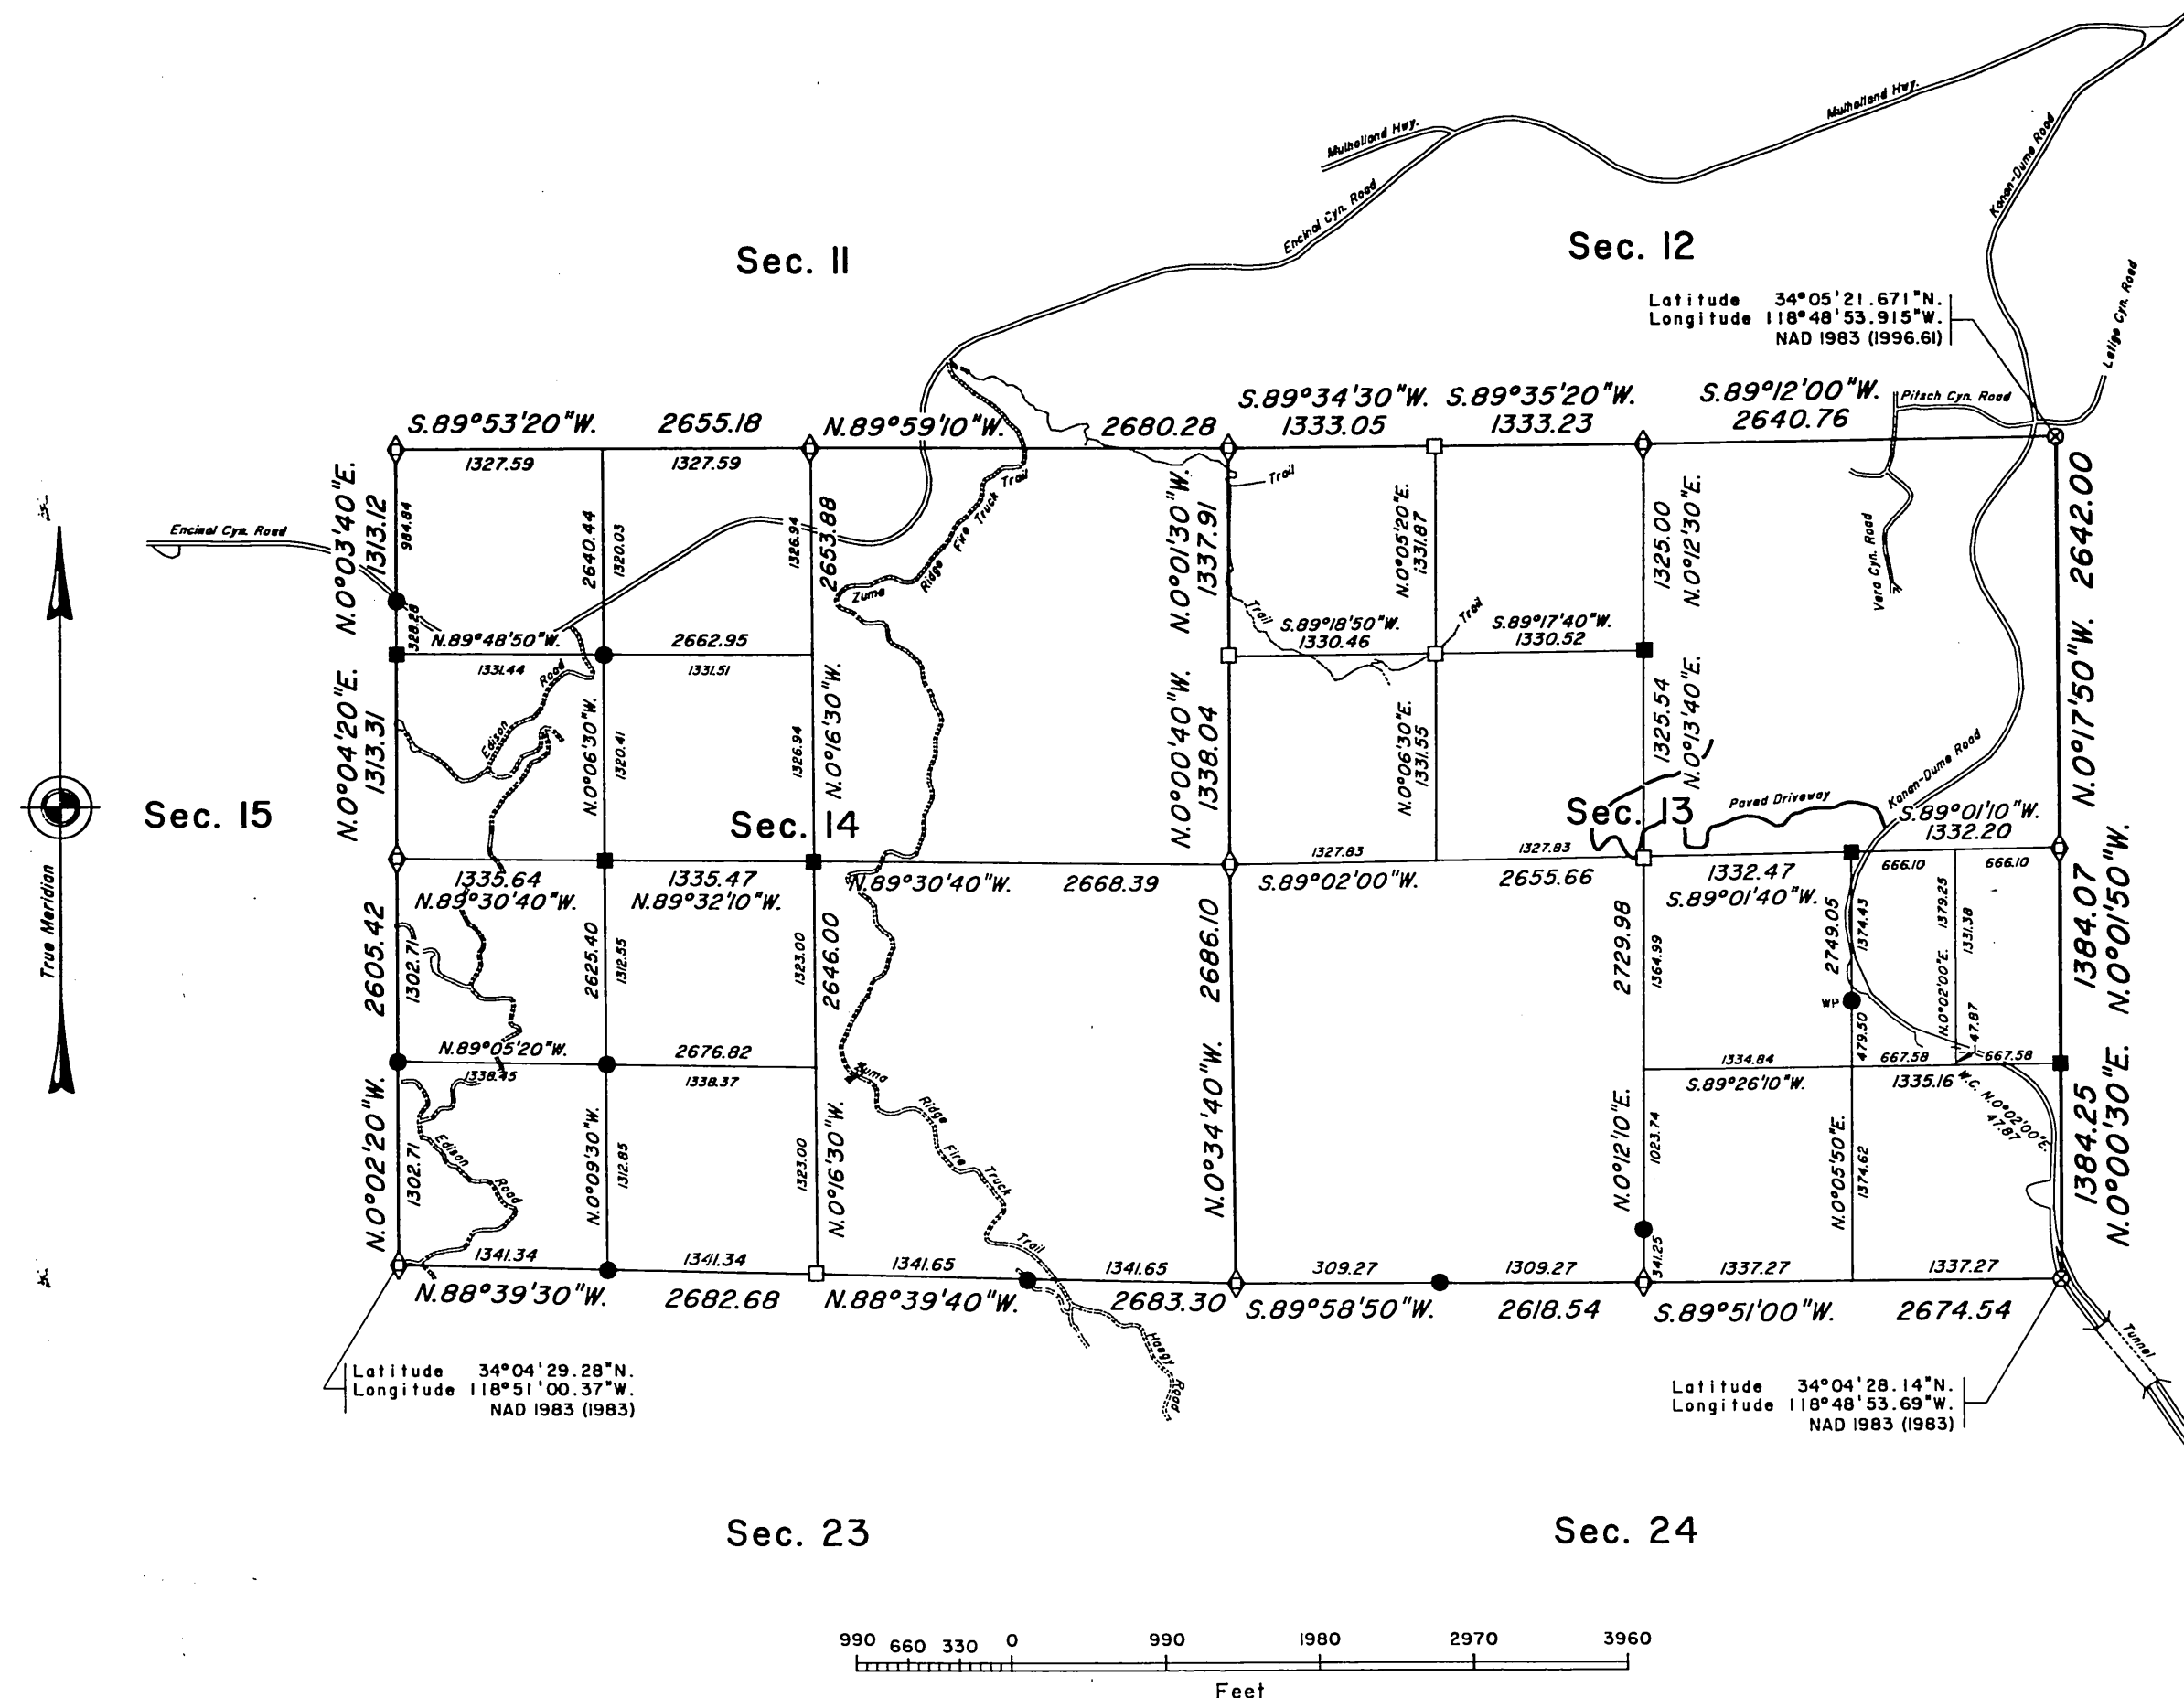 Mulholland Hwy.
Mulholland Hwy.
Kanan-Dume Road
Encinal Cyn. Road
Sec. 11
Sec. 12
Latitude 34°05'21.671"N.
Longitude 118°48'53.915"W.
NAD 1983 (1996.61)
Latigo Cyn. Road
Pitsch Cyn. Road
S.89°53'20"W.
2655.18
N.89°59'10"W.
2680.28
S.89°34'30"W.
1333.05
S.89°35'20"W.
1333.23
S.89°12'00"W.
2640.76
1327.59
1327.59
N.0°03'40"E.
1313.12
984.84
328.28
Encinal Cyn. Road
2640.44
1320.03
1326.94
2653.88
Zuma
Ridge
Fire
Truck
Trail
N.0°01'30"W.
1337.91
Trail
Trail
N.0°05'20"E.
1331.87
Trail
1325.00
N.0°12'30"E.
Vera Cyn. Road
N.0°17'50"W. 2642.00
N.89°48'50"W.
2662.95
1331.44
1331.51
S.89°18'50"W.
1330.46
S.89°17'40"W.
1330.52
N.0°04'20"E.
1313.31
Edison
Road
N.0°06'30"W.
1320.41
1326.94
N.0°16'30"W.
N.0°00'40"W.
1338.04
N.0°06'30"E.
1331.55
1325.54
N.0°13'40"E.
Kanan-Dume Road
Paved Driveway
Sec. 15
Sec. 14
Sec. 13
True Meridian
S.89°01'10"W.
1332.20
1335.64
N.89°30'40"W.
1335.47
N.89°32'10"W.
N.89°30'40"W.
2668.39
1327.83
1327.83
S.89°02'00"W.
2655.66
1332.47
S.89°01'40"W.
666.10
666.10
2605.42
1302.71
2625.40
1312.55
1323.00
2646.00
2686.10
2729.98
1364.99
2749.05
1374.43
WP
479.50
N.0°02'00"E.
1379.25
1331.38
47.87
1384.07
N.0°01'50"W.
N.89°05'20"W.
2676.82
1338.45
1338.37
1334.84
S.89°26'10"W.
667.58
667.58
1335.16
W.C. N.0°02'00"E.
47.87
N.0°02'20"W.
1302.71
Edison
Road
N.0°09'30"W.
1312.85
1323.00
N.0°16'30"W.
Zuma
Ridge
Fire
Truck
Trail
N.0°34'40"W.
N.0°12'10"E.
1023.74
341.25
N.0°05'50"E.
1374.62
1384.25
N.0°00'30"E.
1341.34
1341.34
1341.65
1341.65
309.27
1309.27
1337.27
1337.27
N.88°39'30"W.
2682.68
N.88°39'40"W.
2683.30
S.89°58'50"W.
2618.54
S.89°51'00"W.
2674.54
Road
Tunnel
Latitude 34°04'29.28"N.
Longitude 118°51'00.37"W.
NAD 1983 (1983)
Latitude 34°04'28.14"N.
Longitude 118°48'53.69"W.
NAD 1983 (1983)
Sec. 23
Sec. 24
990 660 330 0 990 1980 2970 3960
Feet